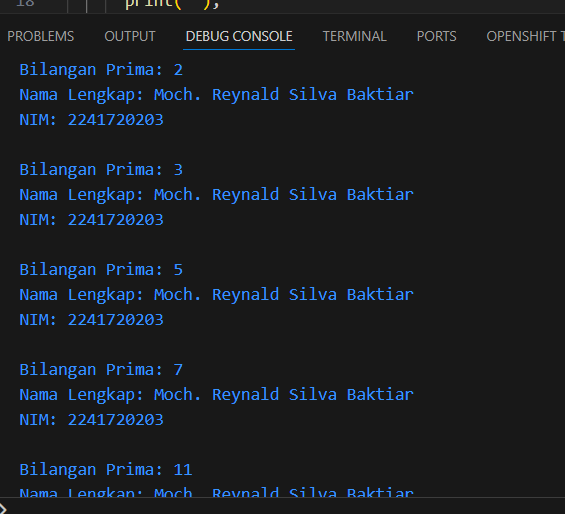 18 print(" ");
PROBLEMS OUTPUT DEBUG CONSOLE TERMINAL PORTS OPENSHIFT T
Bilangan Prima: 2
Nama Lengkap: Moch. Reynald Silva Baktiar
NIM: 2241720203
Bilangan Prima: 3
Nama Lengkap: Moch. Reynald Silva Baktiar
NIM: 2241720203
Bilangan Prima: 5
Nama Lengkap: Moch. Reynald Silva Baktiar
NIM: 2241720203
Bilangan Prima: 7
Nama Lengkap: Moch. Reynald Silva Baktiar
NIM: 2241720203
Bilangan Prima: 11
Nama Lengkap: Moch. Reynald Silva Baktiar